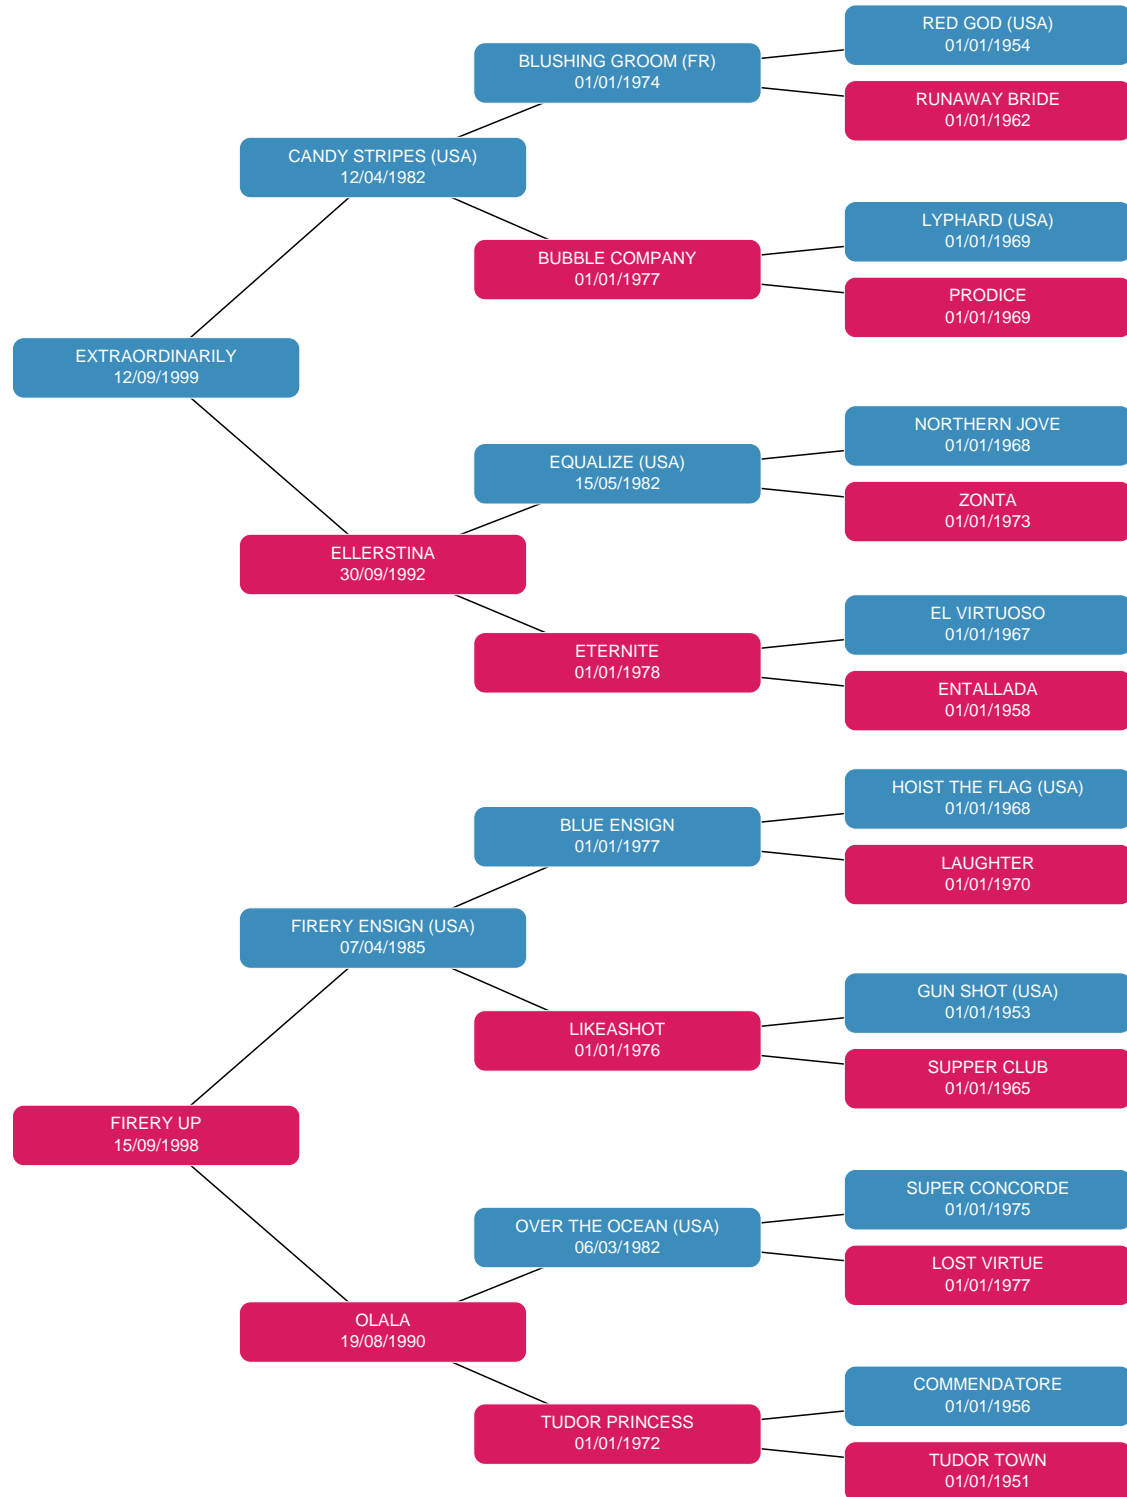 RED GOD (USA)
01/01/1954
BLUSHING GROOM (FR)
01/01/1974
RUNAWAY BRIDE
01/01/1962
CANDY STRIPES (USA)
12/04/1982
LYPHARD (USA)
01/01/1969
BUBBLE COMPANY
01/01/1977
PRODICE
01/01/1969
EXTRAORDINARILY
12/09/1999
NORTHERN JOVE
01/01/1968
EQUALIZE (USA)
15/05/1982
ZONTA
01/01/1973
ELLERSTINA
30/09/1992
EL VIRTUOSO
01/01/1967
ETERNITE
01/01/1978
ENTALLADA
01/01/1958
HOIST THE FLAG (USA)
01/01/1968
BLUE ENSIGN
01/01/1977
LAUGHTER
01/01/1970
FIRERY ENSIGN (USA)
07/04/1985
GUN SHOT (USA)
01/01/1953
LIKEASHOT
01/01/1976
SUPPER CLUB
01/01/1965
FIRERY UP
15/09/1998
SUPER CONCORDE
01/01/1975
OVER THE OCEAN (USA)
06/03/1982
LOST VIRTUE
01/01/1977
OLALA
19/08/1990
COMMENDATORE
01/01/1956
TUDOR PRINCESS
01/01/1972
TUDOR TOWN
01/01/1951